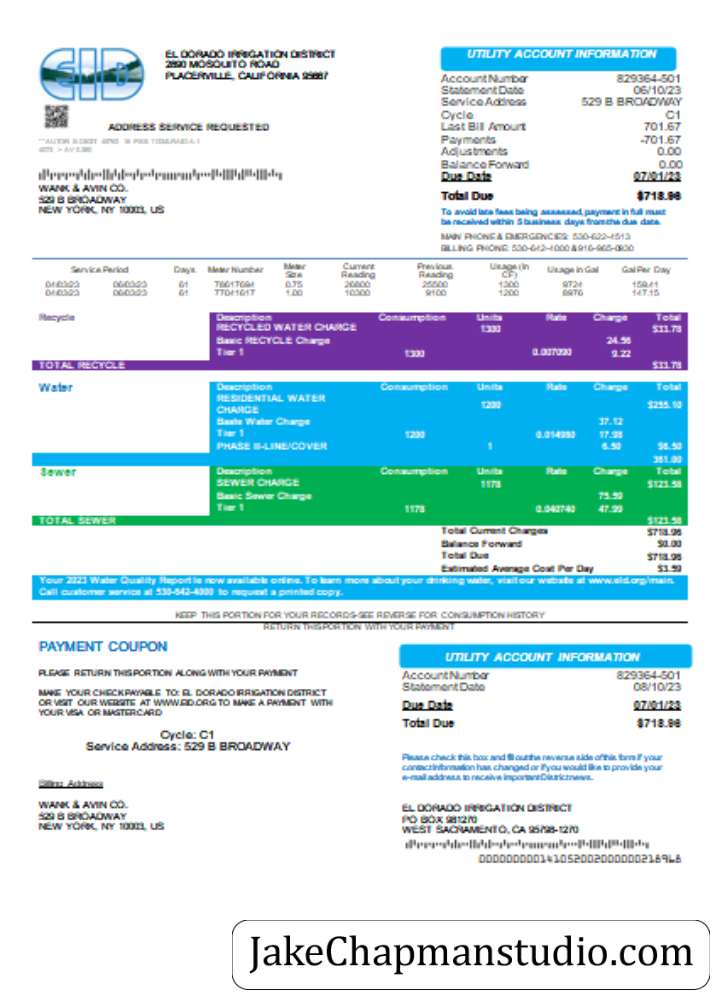 EID
EL DORADO IRRIGATION DISTRICT
2890 MOSQUITO ROAD
PLACERVILLE, CALIFORNIA 95667
ADDRESS SERVICE REQUESTED
WANK & AVIN CO.
529 B BROADWAY
NEW YORK, NY 10003, US
UTILITY ACCOUNT INFORMATION
Account Number 829364-501
Statement Date 06/10/23
Service Address 529 B BROADWAY
Cycle C1
Last Bill Amount 701.67
Payments -701.67
Adjustments 0.00
Balance Forward 0.00
Due Date 07/01/23
Total Due $718.96
To avoid late fees being assessed, payment in full must
be received within 5 business days from the due date.
MAIN PHONE & EMERGENCIES: 530-622-4513
BILLING PHONE: 530-642-4000 & 916-965-0930
Service Period Days Meter Number Meter Size Current Reading Previous Reading Usage (in CF) Usage in Gal Gal Per Day
04/03/23 06/03/23 61 0.75 26800 25500 1300 9724 159.41
04/03/23 06/03/23 61 77041617 1.00 10300 9100 1200 8976 147.15
Recycle Description Consumption Units Rate Charge Total
RECYCLED WATER CHARGE 1300 $33.78
Basic RECYCLE Charge 24.56
Tier 1 1300 0.007090 9.22
TOTAL RECYCLE $33.78
Water Description Consumption Units Rate Charge Total
RESIDENTIAL WATER
CHARGE 1200 $255.10
Basic Water Charge 37.12
Tier 1 1200 0.014980 17.98
PHASE III-LINE/COVER 1 6.50 $6.50
361.00
Sewer Description Consumption Units Rate Charge Total
SEWER CHARGE 1178 $123.58
Basic Sewer Charge 75.59
Tier 1 1178 0.040740 47.99
TOTAL SEWER $123.58
Total Current Charges $718.96
Balance Forward $0.00
Total Due $718.96
Estimated Average Cost Per Day $3.59
Your 2023 Water Quality Report is now available online. To learn more about your drinking water, visit our website at www.eid.org/main.
Call customer service at 530-642-4000 to request a printed copy.
KEEP THIS PORTION FOR YOUR RECORDS-SEE REVERSE FOR CONSUMPTION HISTORY
RETURN THIS PORTION WITH YOUR PAYMENT
PAYMENT COUPON
PLEASE RETURN THIS PORTION ALONG WITH YOUR PAYMENT
MAKE YOUR CHECK PAYABLE TO: EL DORADO IRRIGATION DISTRICT
OR VISIT OUR WEBSITE AT WWW.EID.ORG TO MAKE A PAYMENT WITH
YOUR VISA OR MASTERCARD
Cycle: C1
Service Address: 529 B BROADWAY
Billing Address
WANK & AVIN CO.
529 B BROADWAY
NEW YORK, NY 10003, US
UTILITY ACCOUNT INFORMATION
Account Number 829364-501
Statement Date 08/10/23
Due Date 07/01/23
Total Due $718.96
Please check this box and fill out the reverse side of this form if your
contact information has changed or if you would like to provide your
e-mail address to receive important District news.
EL DORADO IRRIGATION DISTRICT
PO BOX 981270
WEST SACRAMENTO, CA 95798-1270
JakeChapmanstudio.com